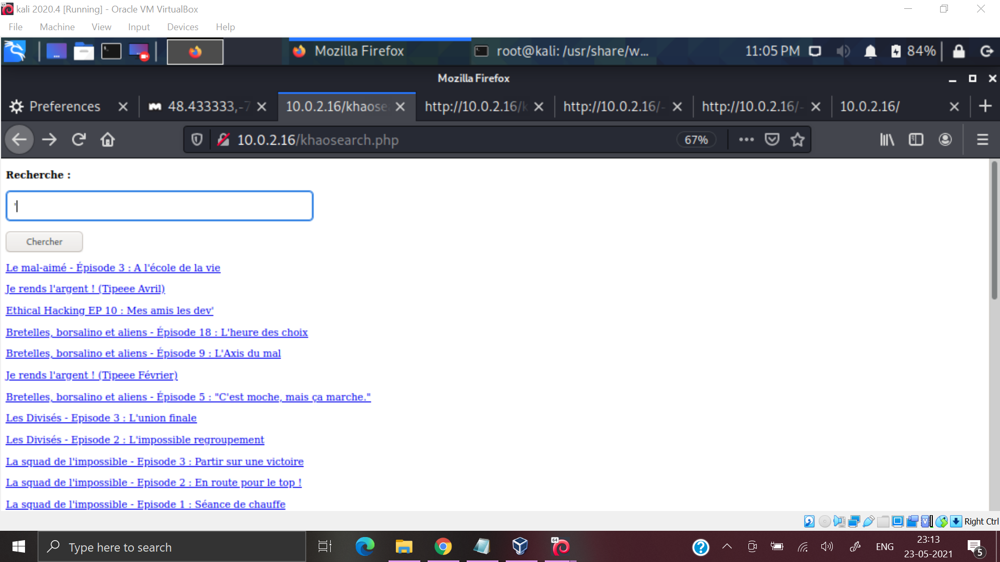 kali 2020.4 [Running] - Oracle VM VirtualBox
File Machine View Input Devices Help
Mozilla Firefox
root@kali: /usr/share/w...
11:05 PM
84%
Mozilla Firefox
Preferences
48.433333,-7
10.0.2.16/khaose
http://10.0.2.16/k
http://10.0.2.16/-
http://10.0.2.16/-
10.0.2.16/
10.0.2.16/khaosearch.php
67%
Recherche :
'
Chercher
Le mal-aimé - Épisode 3 : A l'école de la vie
Je rends l'argent ! (Tipeee Avril)
Ethical Hacking EP 10 : Mes amis les dev'
Bretelles, borsalino et aliens - Épisode 18 : L'heure des choix
Bretelles, borsalino et aliens - Épisode 9 : L'Axis du mal
Je rends l'argent ! (Tipeee Février)
Bretelles, borsalino et aliens - Épisode 5 : "C'est moche, mais ça marche."
Les Divisés - Episode 3 : L'union finale
Les Divisés - Episode 2 : L'impossible regroupement
La squad de l'impossible - Episode 3 : Partir sur une victoire
La squad de l'impossible - Episode 2 : En route pour le top !
La squad de l'impossible - Episode 1 : Séance de chauffe
Right Ctrl
Type here to search
64
ENG
23:13
23-05-2021
5